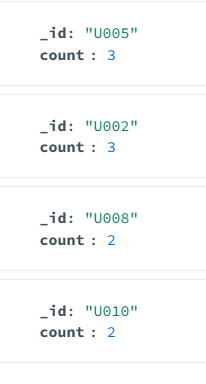 _id: "U005"
count : 3
_id: "U002"
count : 3
_id: "U008"
count : 2
_id: "U010"
count : 2